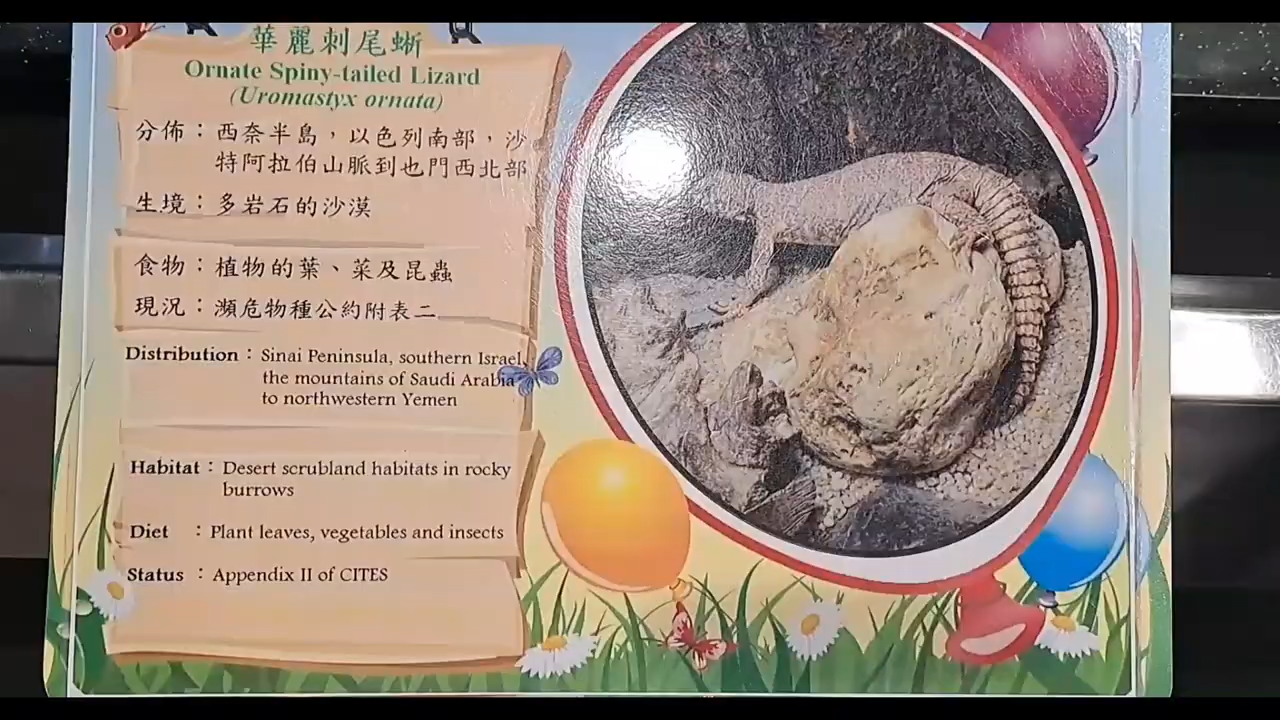 華麗刺尾蜥
Ornate Spiny-tailed Lizard
(Uromastyx ornata)
分佈：西奈半島，以色列南部，沙
特阿拉伯山脈到也門西北部
生境：多岩石的沙漠
食物：植物的葉、菜及昆蟲
現況：瀕危物種公約附表二
Distribution : Sinai Peninsula, southern Israel,
the mountains of Saudi Arabia
to northwestern Yemen
Habitat : Desert scrubland habitats in rocky
burrows
Diet : Plant leaves, vegetables and insects
Status : Appendix II of CITES